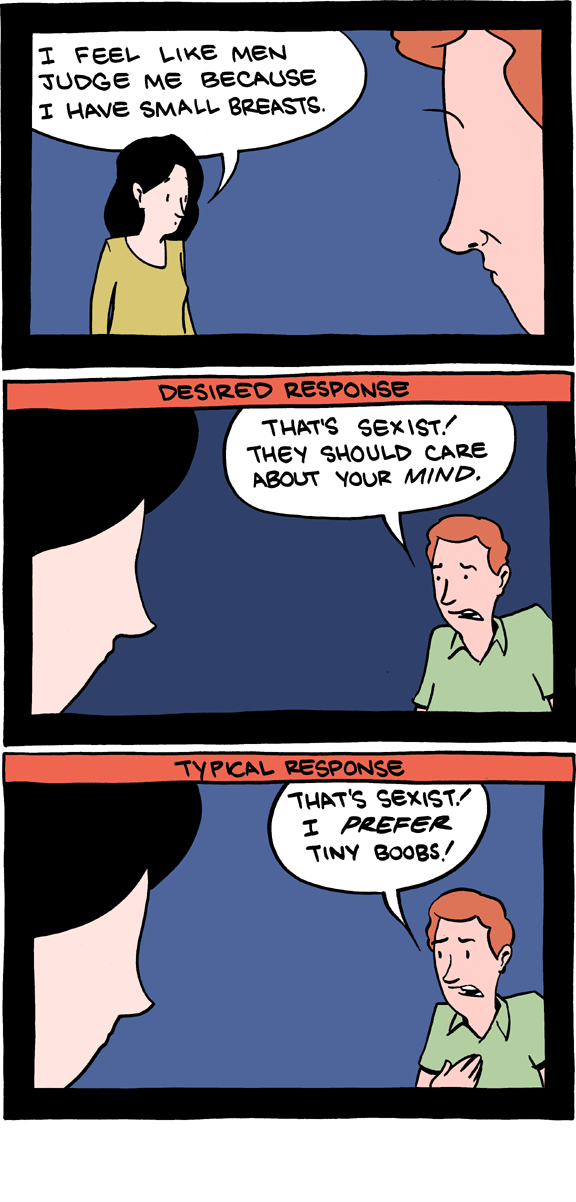 I FEEL LIKE MEN
JUDGE ME BECAUSE
I HAVE SMALL BREASTS.
DESIRED RESPONSE
THAT'S SEXIST!
THEY SHOULD CARE
ABOUT YOUR MIND.
TYPICAL RESPONSE
THAT'S SEXIST!
I PREFER
TINY BOOBS!